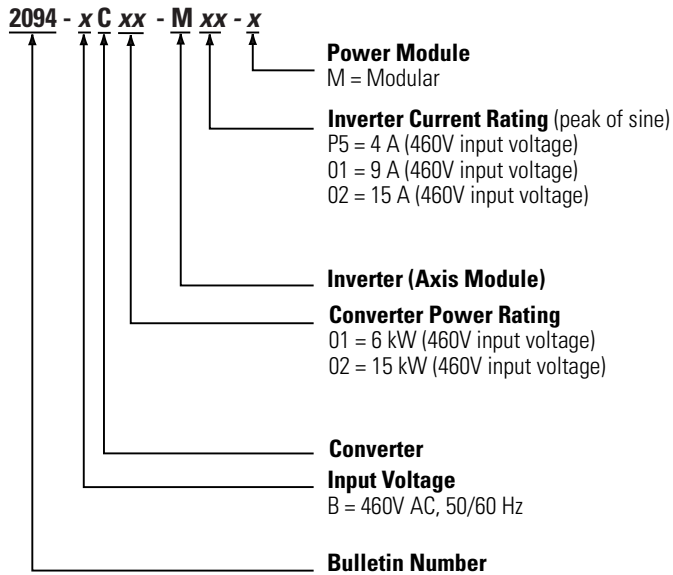 2094 - x C xx - M xx - x
Power Module
M = Modular
Inverter Current Rating (peak of sine)
P5 = 4 A (460V input voltage)
01 = 9 A (460V input voltage)
02 = 15 A (460V input voltage)
Inverter (Axis Module)
Converter Power Rating
01 = 6 kW (460V input voltage)
02 = 15 kW (460V input voltage)
Converter
Input Voltage
B = 460V AC, 50/60 Hz
Bulletin Number